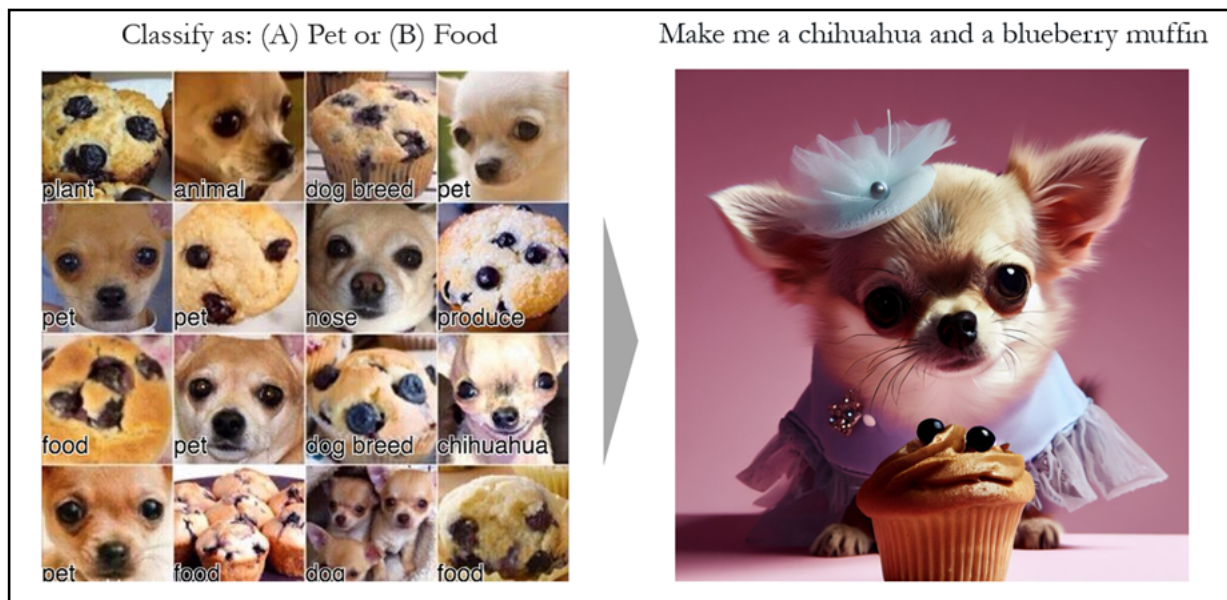 Classify as: (A) Pet or (B) Food
Make me a chihuahua and a blueberry muffin
plant
animal
dog breed
pet
pet
pet
nose
produce
food
pet
dog breed
chihuahua
pet
food
dog
food